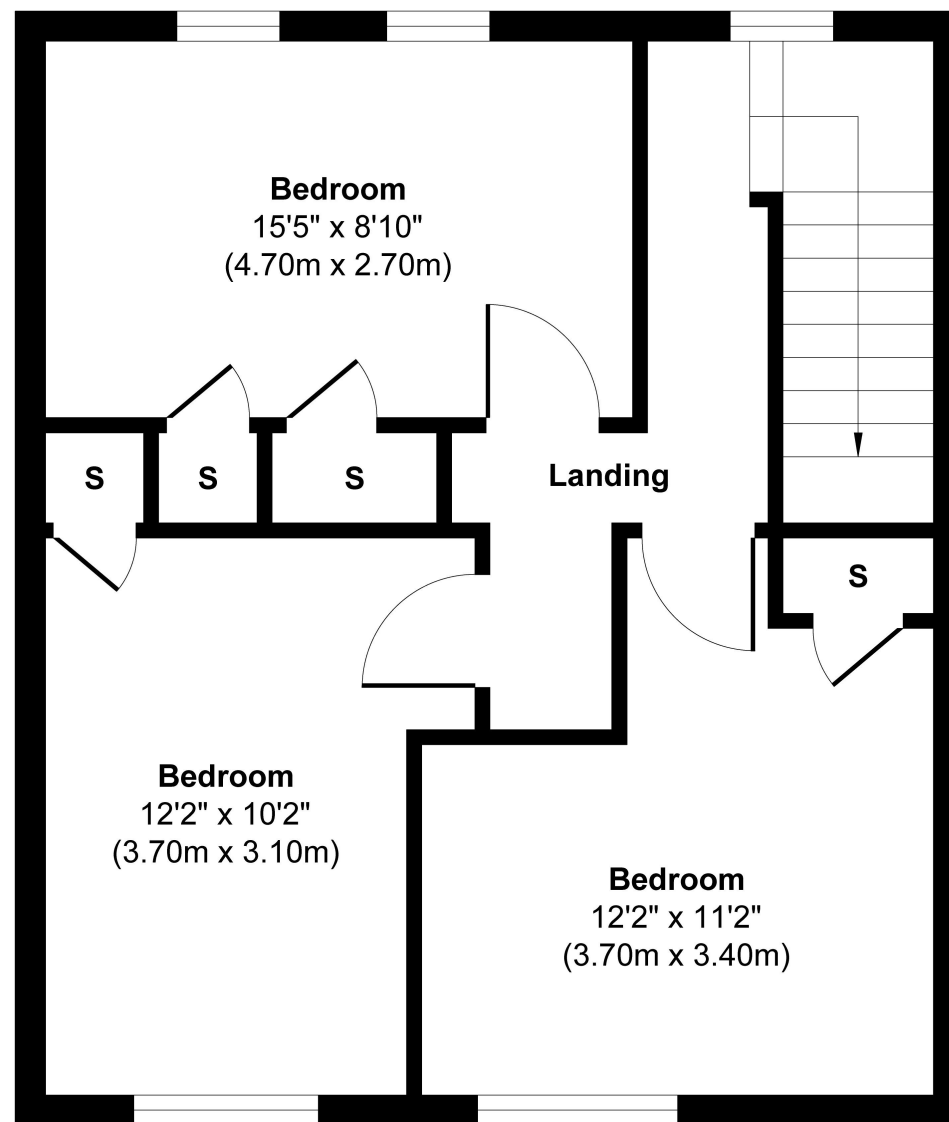 Bedroom
15'5" x 8'10"
(4.70m x 2.70m)
S
S
S
Landing
S
Bedroom
12'2" x 10'2"
(3.70m x 3.10m)
Bedroom
12'2" x 11'2"
(3.70m x 3.40m)